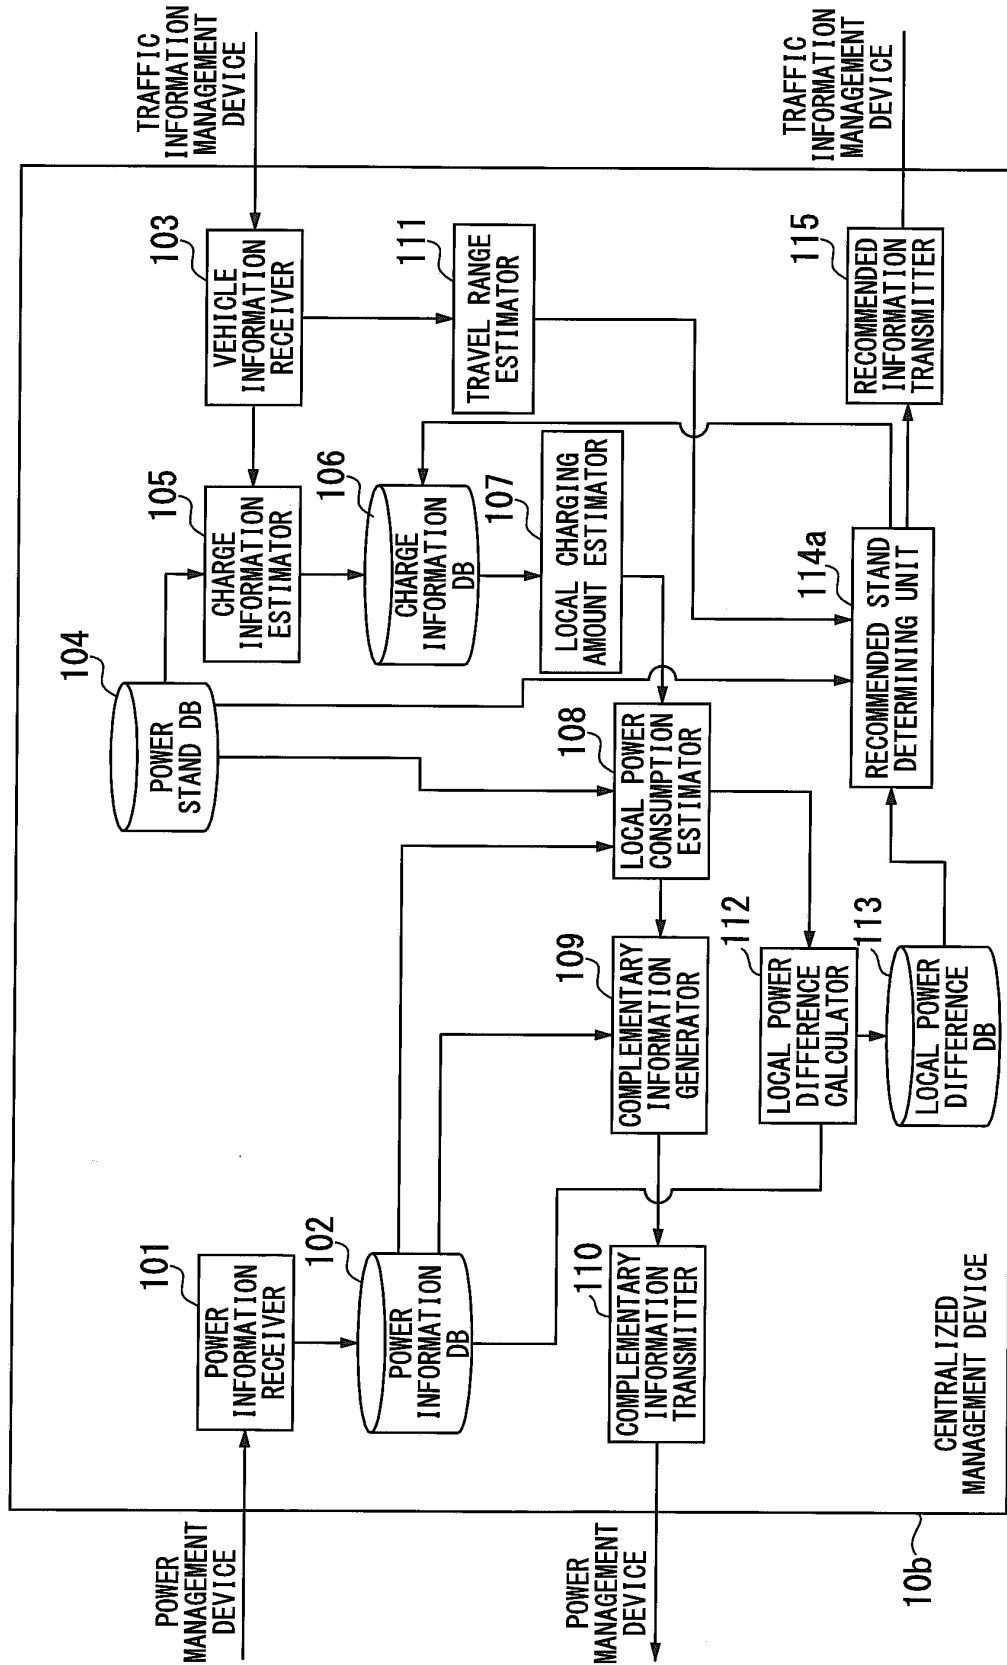 POWER
MANAGEMENT
DEVICE
101
POWER
INFORMATION
RECEIVER
102
POWER
INFORMATION
DB
104
POWER
STAND DB
105
CHARGE
INFORMATION
ESTIMATOR
103
VEHICLE
INFORMATION
RECEIVER
TRAFFIC
INFORMATION
MANAGEMENT
DEVICE
106
CHARGE
INFORMATION
DB
111
TRAVEL RANGE
ESTIMATOR
107
LOCAL CHARGING
AMOUNT ESTIMATOR
POWER
MANAGEMENT
DEVICE
110
COMPLEMENTARY
INFORMATION
TRANSMITTER
109
COMPLEMENTARY
INFORMATION
GENERATOR
108
LOCAL POWER
CONSUMPTION
ESTIMATOR
112
LOCAL POWER
DIFFERENCE
CALCULATOR
113
LOCAL POWER
DIFFERENCE
DB
114a
RECOMMENDED STAND
DETERMINING UNIT
115
RECOMMENDED
INFORMATION
TRANSMITTER
TRAFFIC
INFORMATION
MANAGEMENT
DEVICE
CENTRALIZED
MANAGEMENT DEVICE
10b